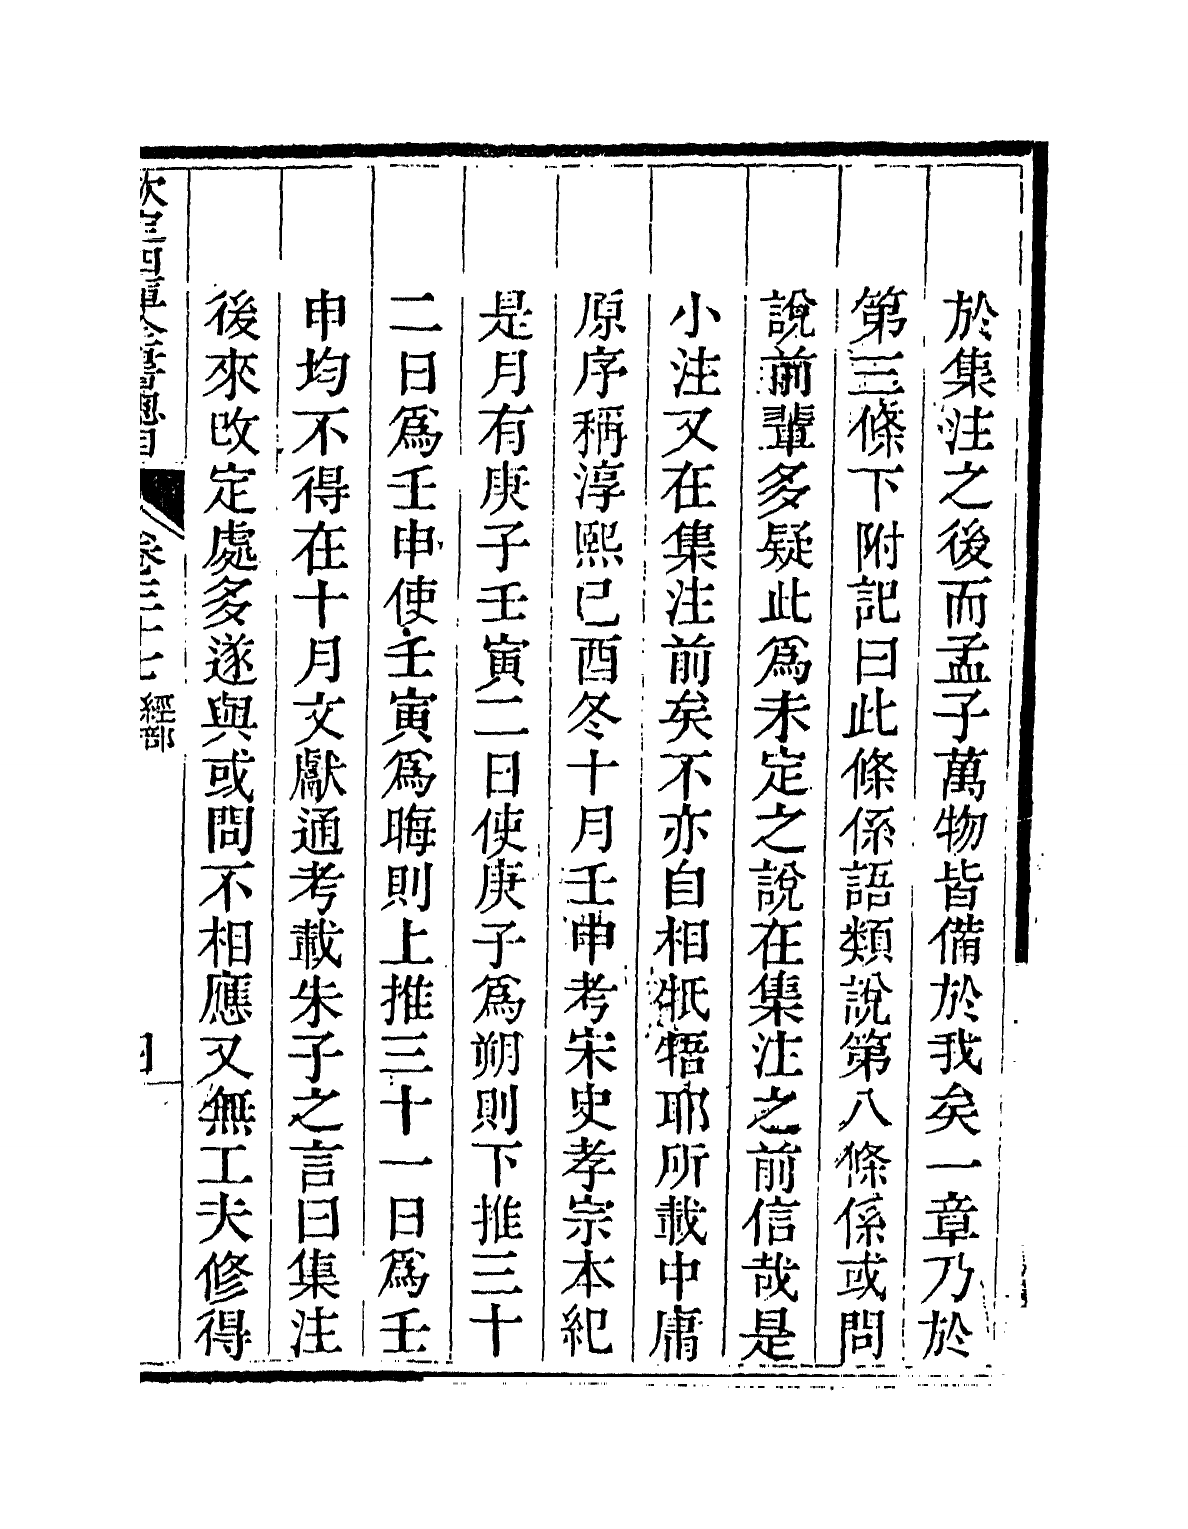 於集注之後而孟子萬物皆備於我矣一章乃於
第三條下附記曰此條係語類說第八條係或問
說前輩多疑此爲未定之說在集注之前信哉是
小注又在集注前矣不亦自相牴牾耶所載中庸
原序稱淳熙己酉冬十月壬申考宋史孝宗本紀
是月有庚子壬寅二日使庚子爲朔則下推三十
二日爲壬申使壬寅爲晦則上推三十一日爲壬
申均不得在十月文獻通考載朱子之言曰集注
後來改定處多遂與或問不相應又無工夫修得
欽定四庫全書總目 卷三十七 經部 四